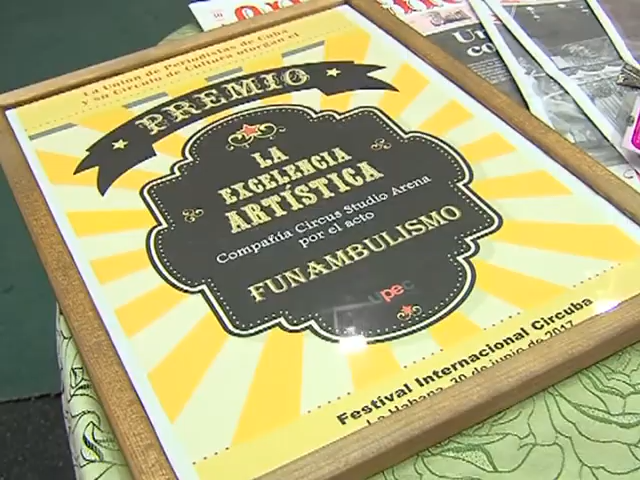 La Unión de Periodistas de Cuba
y su Círculo de Cultura otorgan el
PREMIO
LA
EXCELENCIA
ARTÍSTICA
Compañía Circus Studio Arena
por el acto
FUNAMBULISMO
upec
Festival Internacional Circuba
La Habana, 30 de junio de 2017